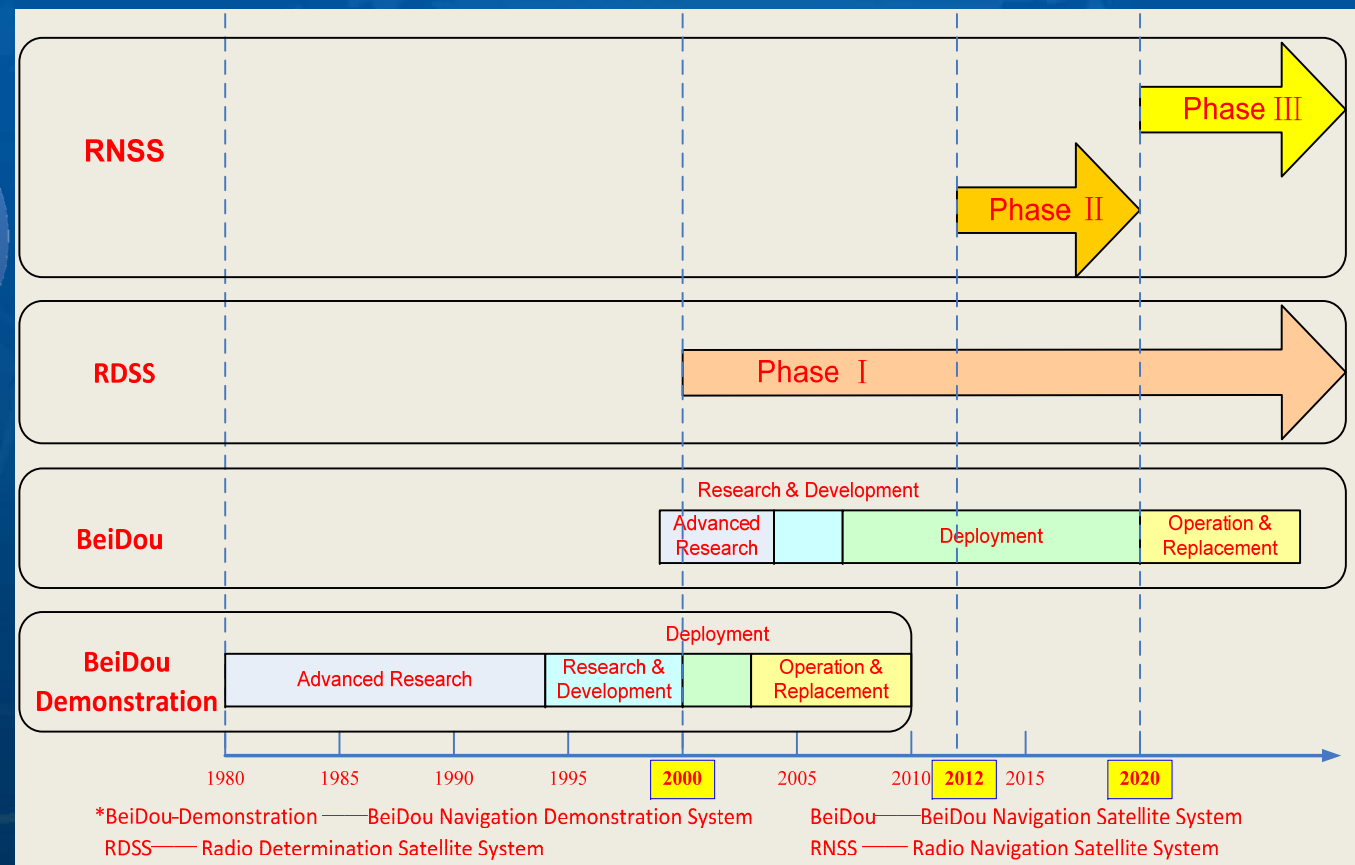 RNSS
Phase III
Phase II
RDSS
Phase I
BeiDou
Research & Development
Advanced
Research
Deployment
Operation &
Replacement
BeiDou
Demonstration
Deployment
Advanced Research
Research &
Development
Operation &
Replacement
1980 1985 1990 1995 2000 2005 2010 2012 2015 2020
*BeiDou-Demonstration ——BeiDou Navigation Demonstration System
BeiDou——BeiDou Navigation Satellite System
RDSS—— Radio Determination Satellite System
RNSS —— Radio Navigation Satellite System